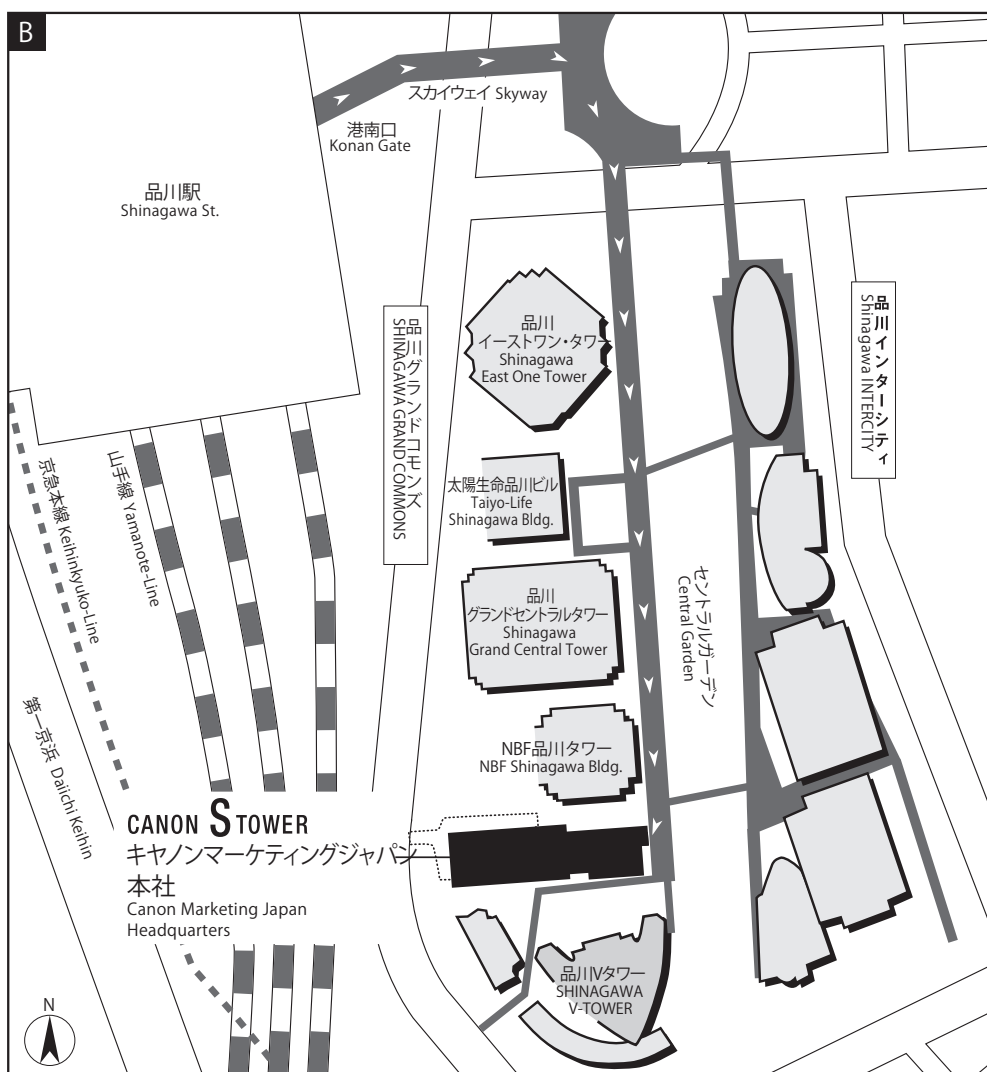 B
スカイウェイ Skyway
港南口
Konan Gate
品川駅
Shinagawa St.
品川グランドコモンズ
SHINAGAWA GRAND COMMONS
品川インターシティ
Shinagawa INTERCITY
品川
イーストワン・タワー
Shinagawa
East One Tower
京急本線 Keihinkyuko-Line
山手線 Yamanote-Line
太陽生命品川ビル
Taiyo-Life
Shinagawa Bldg.
品川
グランドセントラルタワー
Shinagawa
Grand Central Tower
セントラルガーデン
Central Garden
第一京浜 Daiichi Keihin
NBF品川タワー
NBF Shinagawa Bldg.
CANON S TOWER
キヤノンマーケティングジャパン
本社
Canon Marketing Japan
Headquarters
品川Vタワー
SHINAGAWA
V-TOWER
N